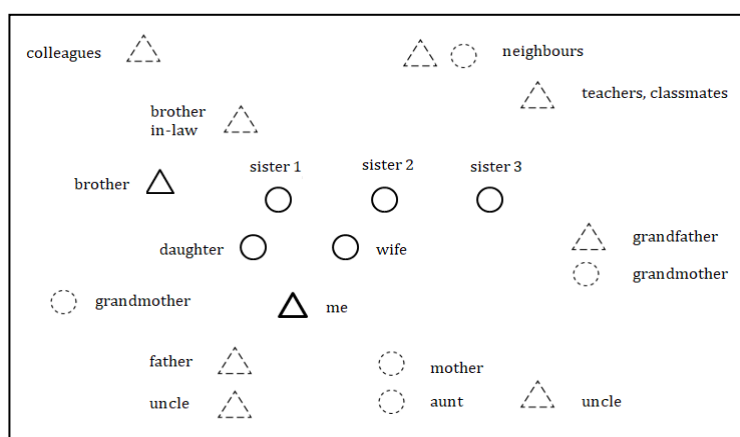 colleagues
neighbours
teachers, classmates
brother
in-law
sister 1
sister 2
sister 3
brother
daughter
wife
grandfather
grandmother
grandmother
me
father
mother
uncle
aunt
uncle